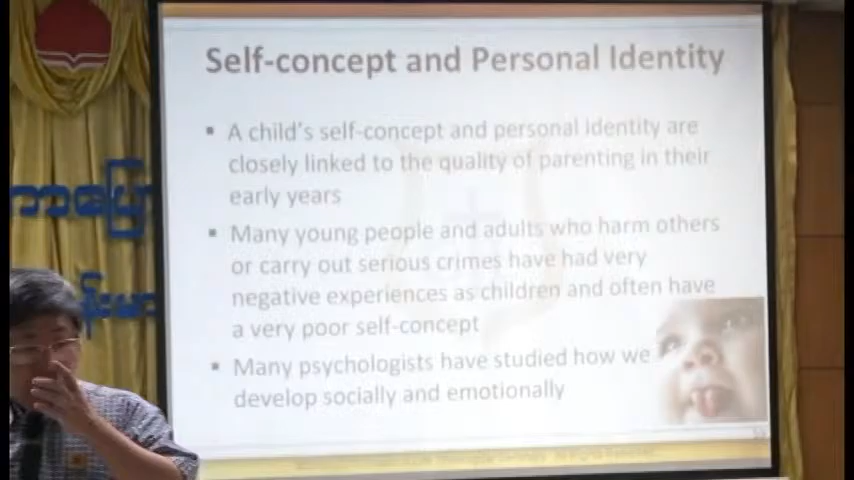 Self-concept and Personal Identity
▪ A child's self-concept and personal identity are
closely linked to the quality of parenting in their
early years
▪ Many young people and adults who harm others
or carry out serious crimes have had very
negative experiences as children and often have
a very poor self-concept
▪ Many psychologists have studied how we
develop socially and emotionally